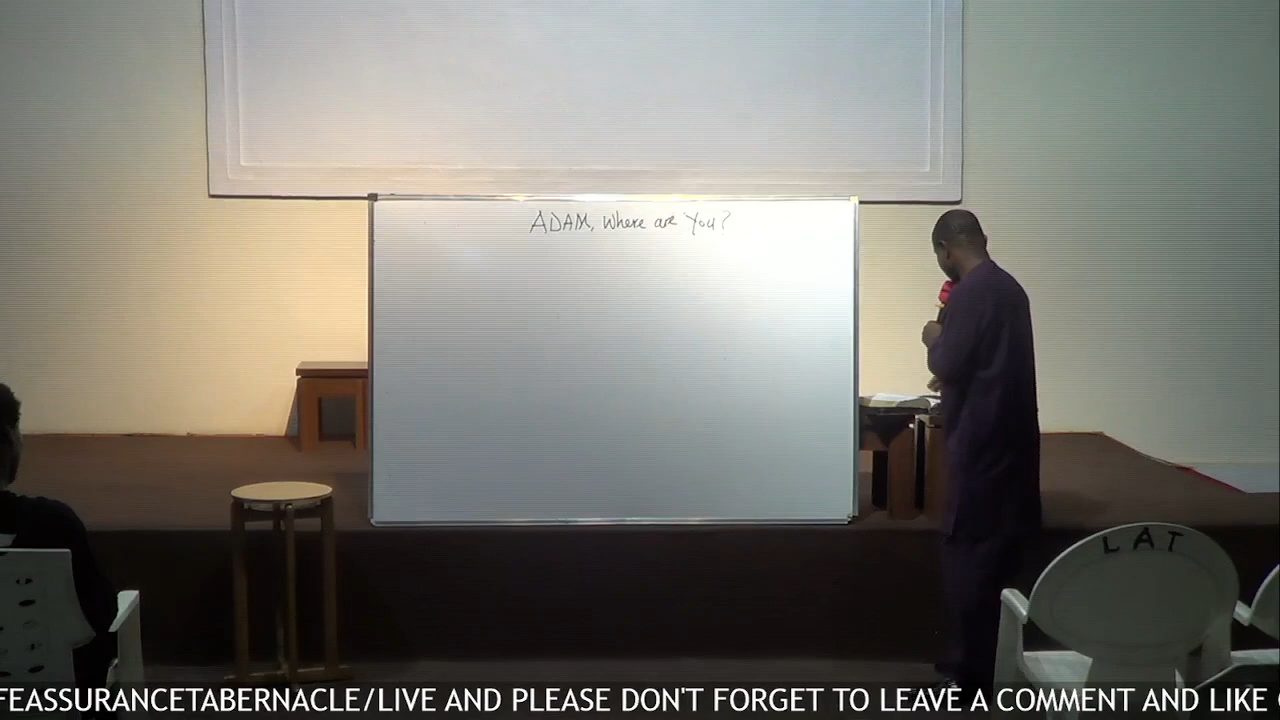 ADAM, Where are You?
LAT
FEASSURANCETABERNACLE/LIVE AND PLEASE DON'T FORGET TO LEAVE A COMMENT AND LIKE